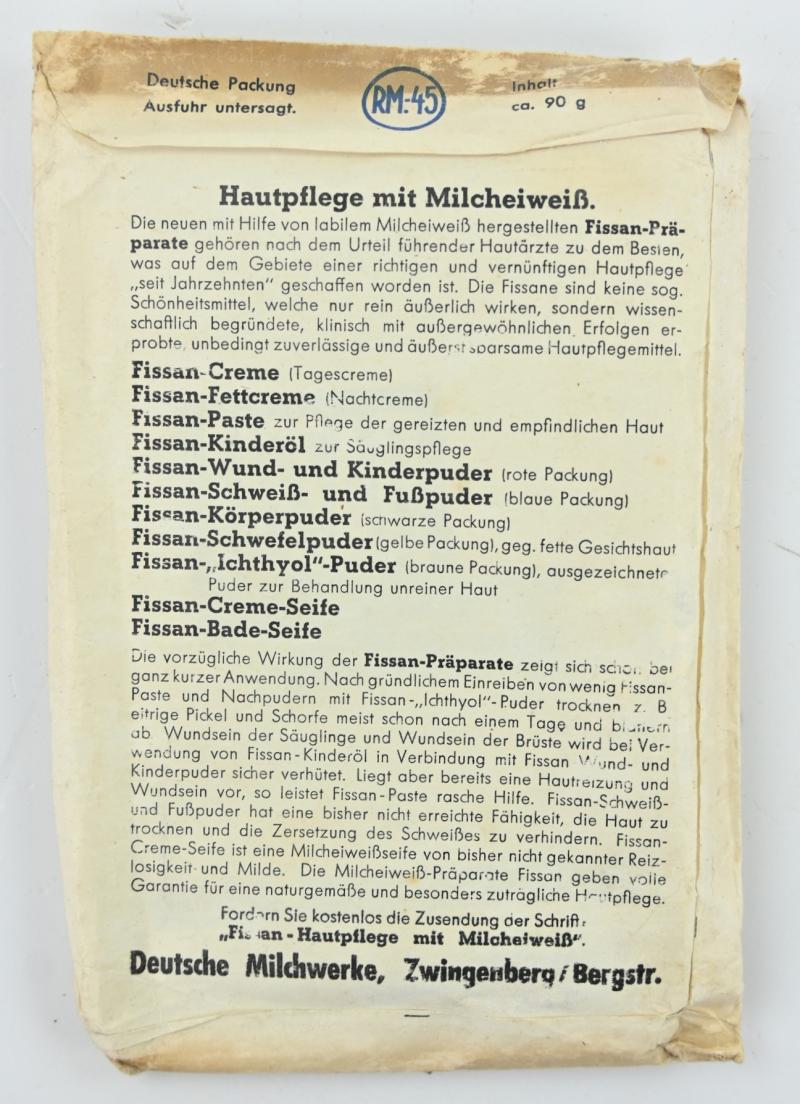 Deutsche Packung
Ausfuhr untersagt.
RM-.45
Inhalt
ca. 90 g
Hautpflege mit Milcheiweiß.
Die neuen mit Hilfe von labilem Milcheiweiß hergestellten Fissan-Prä-
parate gehören nach dem Urteil führender Hautärzte zu dem Besten,
was auf dem Gebiete einer richtigen und vernünftigen Hautpflege
„seit Jahrzehnten“ geschaffen worden ist. Die Fissane sind keine sog.
Schönheitsmittel, welche nur rein äußerlich wirken, sondern wissen-
schaftlich begründete, klinisch mit außergewöhnlichen Erfolgen er-
probte, unbedingt zuverlässige und äußerst sparsame Hautpflegemittel.
Fissan-Creme (Tagescreme)
Fissan-Fettcreme (Nachtcreme)
Fissan-Paste zur Pflege der gereizten und empfindlichen Haut
Fissan-Kinderöl zur Säuglingspflege
Fissan-Wund- und Kinderpuder (rote Packung)
Fissan-Schweiß- und Fußpuder (blaue Packung)
Fissan-Körperpuder (schwarze Packung)
Fissan-Schwefelpuder (gelbe Packung), geg. fette Gesichtshaut
Fissan-„Ichthyol“-Puder (braune Packung), ausgezeichneter
Puder zur Behandlung unreiner Haut
Fissan-Creme-Seife
Fissan-Bade-Seife
Die vorzügliche Wirkung der Fissan-Präparate zeigt sich schon bei
ganz kurzer Anwendung. Nach gründlichem Einreiben von wenig Fissan-
Paste und Nachpudern mit Fissan-„Ichthyol“-Puder trocknen z. B
eitrige Pickel und Schorfe meist schon nach einem Tage und blättern
ab. Wundsein der Säuglinge und Wundsein der Brüste wird bei Ver-
wendung von Fissan-Kinderöl in Verbindung mit Fissan Wund- und
Kinderpuder sicher verhütet. Liegt aber bereits eine Hautreizung und
Wundsein vor, so leistet Fissan-Paste rasche Hilfe. Fissan-Schweiß-
und Fußpuder hat eine bisher nicht erreichte Fähigkeit, die Haut zu
trocknen und die Zersetzung des Schweißes zu verhindern. Fissan-
Creme-Seife ist eine Milcheiweißseife von bisher nicht gekannter Reiz-
losigkeit und Milde. Die Milcheiweiß-Präparate Fissan geben volle
Garantie für eine naturgemäße und besonders zuträgliche Hautpflege.
Fordern Sie kostenlos die Zusendung der Schrift:
„Fissan-Hautpflege mit Milcheiweiß“.
Deutsche Milchwerke, Zwingenberg/Bergstr.